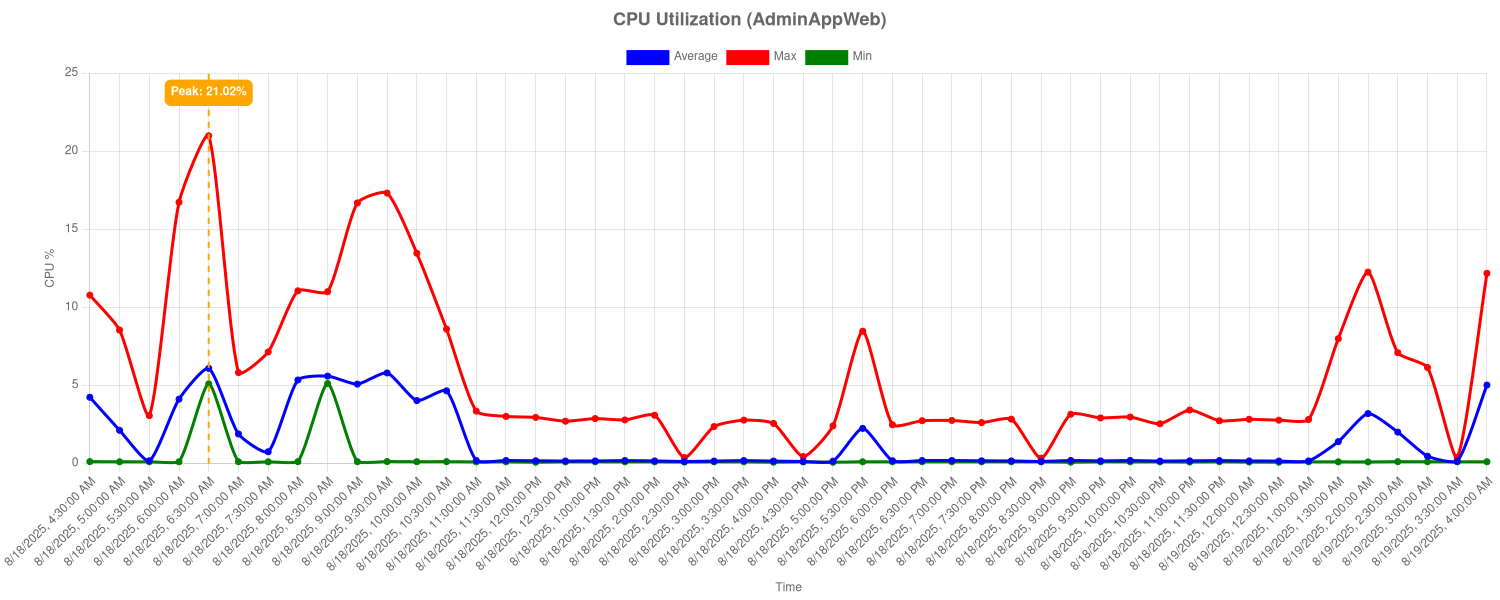 CPU Utilization (AdminAppWeb)
Average Max Min
25
Peak: 21.02%
20
15
CPU %
10
5
0
8/18/2025, 4:30:00 AM
8/18/2025, 5:00:00 AM
8/18/2025, 5:30:00 AM
8/18/2025, 6:00:00 AM
8/18/2025, 6:30:00 AM
8/18/2025, 7:00:00 AM
8/18/2025, 7:30:00 AM
8/18/2025, 8:00:00 AM
8/18/2025, 8:30:00 AM
8/18/2025, 9:00:00 AM
8/18/2025, 9:30:00 AM
8/18/2025, 10:00:00 AM
8/18/2025, 10:30:00 AM
8/18/2025, 11:00:00 AM
8/18/2025, 11:30:00 AM
8/18/2025, 12:00:00 PM
8/18/2025, 12:30:00 PM
8/18/2025, 1:00:00 PM
8/18/2025, 1:30:00 PM
8/18/2025, 2:00:00 PM
8/18/2025, 2:30:00 PM
8/18/2025, 3:00:00 PM
8/18/2025, 3:30:00 PM
8/18/2025, 4:00:00 PM
8/18/2025, 4:30:00 PM
8/18/2025, 5:00:00 PM
8/18/2025, 5:30:00 PM
8/18/2025, 6:00:00 PM
8/18/2025, 6:30:00 PM
8/18/2025, 7:00:00 PM
8/18/2025, 7:30:00 PM
8/18/2025, 8:00:00 PM
8/18/2025, 8:30:00 PM
8/18/2025, 9:00:00 PM
8/18/2025, 9:30:00 PM
8/18/2025, 10:00:00 PM
8/18/2025, 10:30:00 PM
8/18/2025, 11:00:00 PM
8/18/2025, 11:30:00 PM
8/19/2025, 12:00:00 AM
8/19/2025, 12:30:00 AM
8/19/2025, 1:00:00 AM
8/19/2025, 1:30:00 AM
8/19/2025, 2:00:00 AM
8/19/2025, 2:30:00 AM
8/19/2025, 3:00:00 AM
8/19/2025, 3:30:00 AM
8/19/2025, 4:00:00 AM
Time